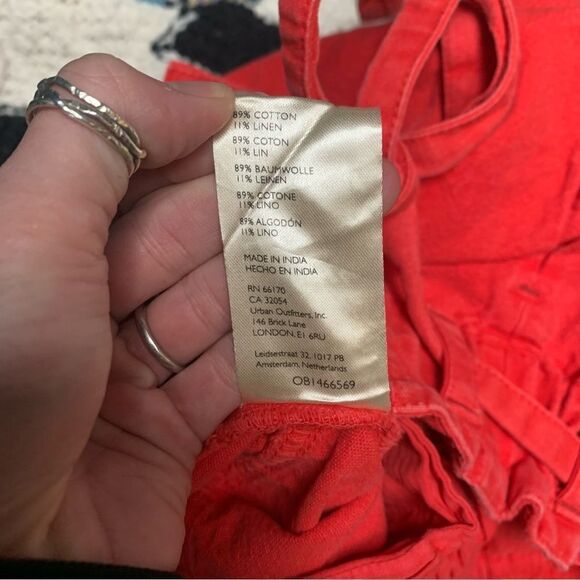 89% COTTON
11% LINEN
89% COTON
11% LIN
89% BAUMWOLLE
11% LEINEN
89% COTONE
11% LINO
89% ALGODÓN
11% LINO
MADE IN INDIA
HECHO EN INDIA
RN 66170
CA 32054
Urban Outfitters, Inc.
146 Brick Lane
LONDON. E1 6RU
Leidsestraat 32, 1017 PB
Amsterdam, Netherlands
OB1466569